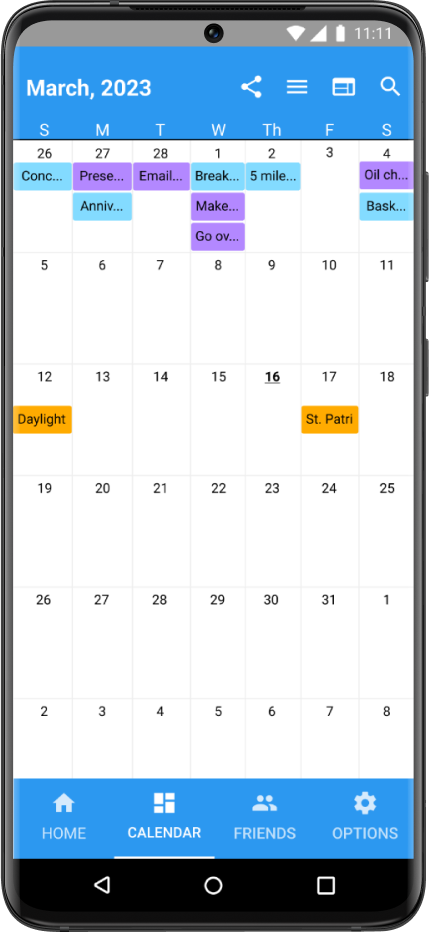 11:11
March, 2023
S M T W Th F S
26 27 28 1 2 3 4
Conc... Prese... Email... Break... 5 mile... Oil ch...
Anniv... Make... Bask...
Go ov...
5 6 7 8 9 10 11
12 13 14 15 16 17 18
Daylight St. Patri
19 20 21 22 23 24 25
26 27 28 29 30 31 1
2 3 4 5 6 7 8
HOME CALENDAR FRIENDS OPTIONS